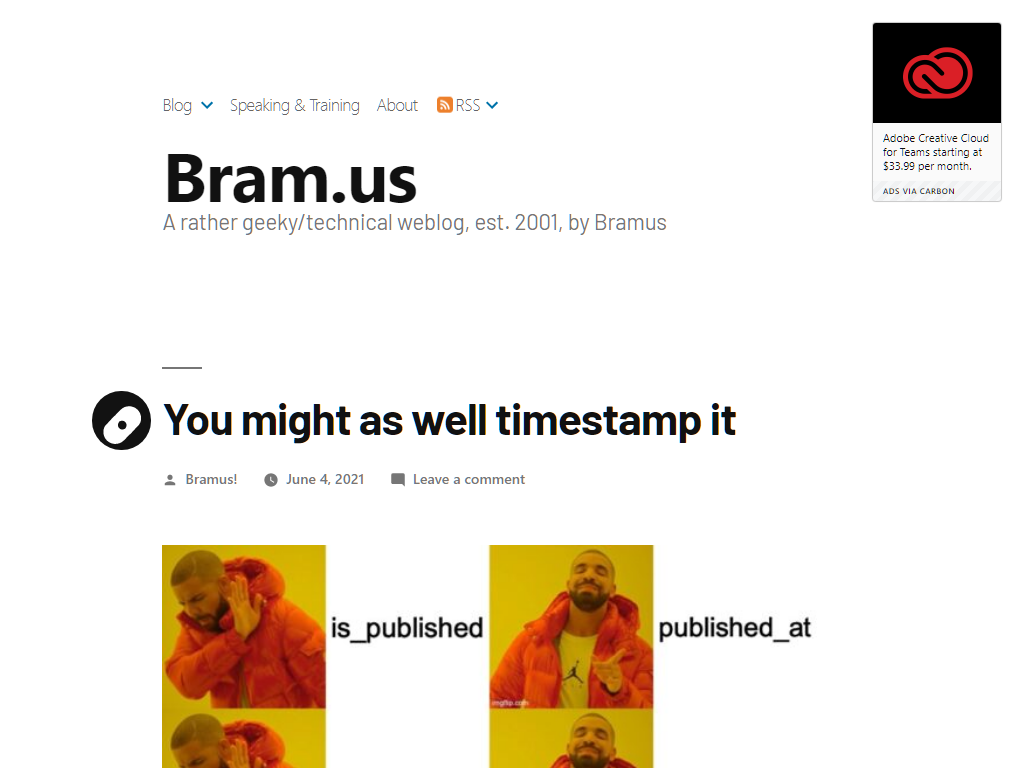 Blog
Speaking & Training
About
RSS
Adobe Creative Cloud
for Teams starting at
$33.99 per month.
ADS VIA CARBON
Bram.us
A rather geeky/technical weblog, est. 2001, by Bramus
You might as well timestamp it
Bramus!
June 4, 2021
Leave a comment
is_published
published_at
imgflip.com